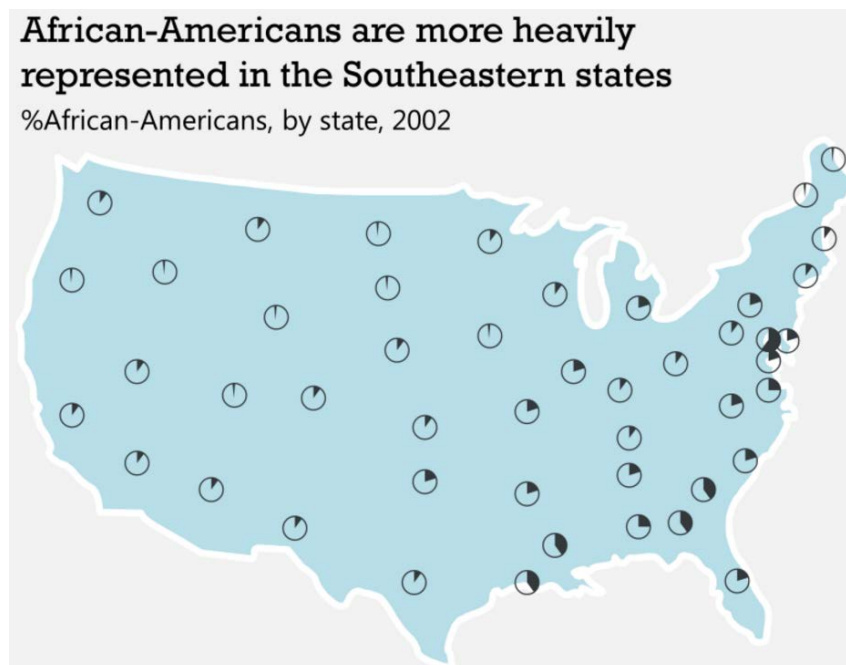 African-Americans are more heavily
represented in the Southeastern states
%African-Americans, by state, 2002